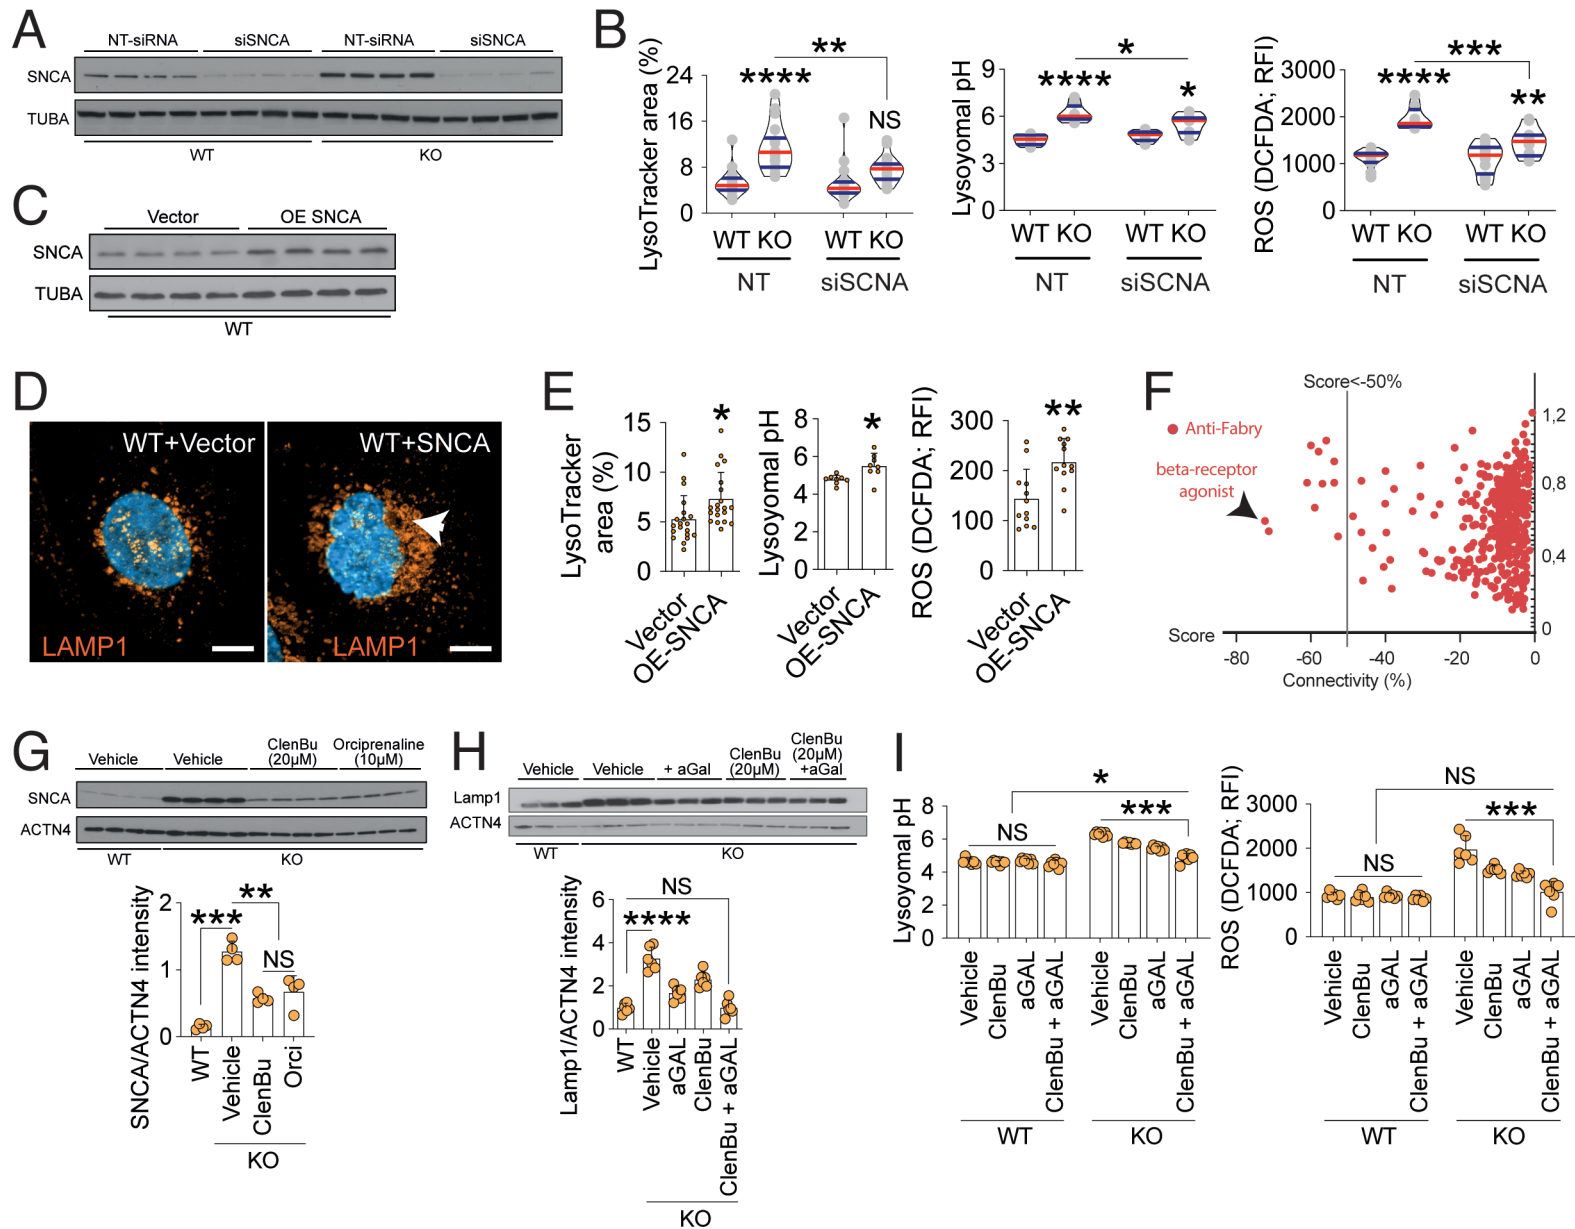 A
NT-siRNA siSNCA NT-siRNA siSNCA
SNCA
TUBA
WT KO
B
LysoTracker area (%)
24
16
8
0
**
****
NS
WT KO WT KO
NT siSCNA
Lysoyomal pH
9
6
3
0
*
****
*
WT KO WT KO
NT siSCNA
ROS (DCFDA; RFI)
3000
2000
1000
0
***
****
**
WT KO WT KO
NT siSCNA
C
Vector OE SNCA
SNCA
TUBA
WT
D
WT+Vector
LAMP1
WT+SNCA
LAMP1
E
LysoTracker
area (%)
15
10
5
0
*
Vector
OE-SNCA
Lysoyomal pH
8
6
4
2
0
*
Vector
OE-SNCA
ROS (DCFDA; RFI)
300
200
100
0
**
Vector
OE-SNCA
F
Score<-50%
Anti-Fabry
beta-receptor
agonist
1,2
0,8
0,4
0
Score
-80 -60 -40 -20 0
Connectivity (%)
G
Vehicle Vehicle ClenBu (20µM) Orciprenaline (10µM)
SNCA
ACTN4
WT KO
SNCA/ACTN4 intensity
2
1
0
***
**
NS
WT
Vehicle
ClenBu
Orci
KO
H
Vehicle Vehicle + aGal ClenBu (20µM) ClenBu (20µM) +aGal
Lamp1
ACTN4
WT KO
Lamp1/ACTN4 intensity
6
4
2
0
NS
****
WT
Vehicle
aGAL
ClenBu
ClenBu + aGAL
KO
I
Lysoyomal pH
8
6
4
2
0
*
***
NS
Vehicle
ClenBu
aGAL
ClenBu + aGAL
Vehicle
ClenBu
aGAL
ClenBu + aGAL
WT KO
ROS (DCFDA; RFI)
3000
2000
1000
0
NS
***
NS
Vehicle
ClenBu
aGAL
ClenBu + aGAL
Vehicle
ClenBu
aGAL
ClenBu + aGAL
WT KO